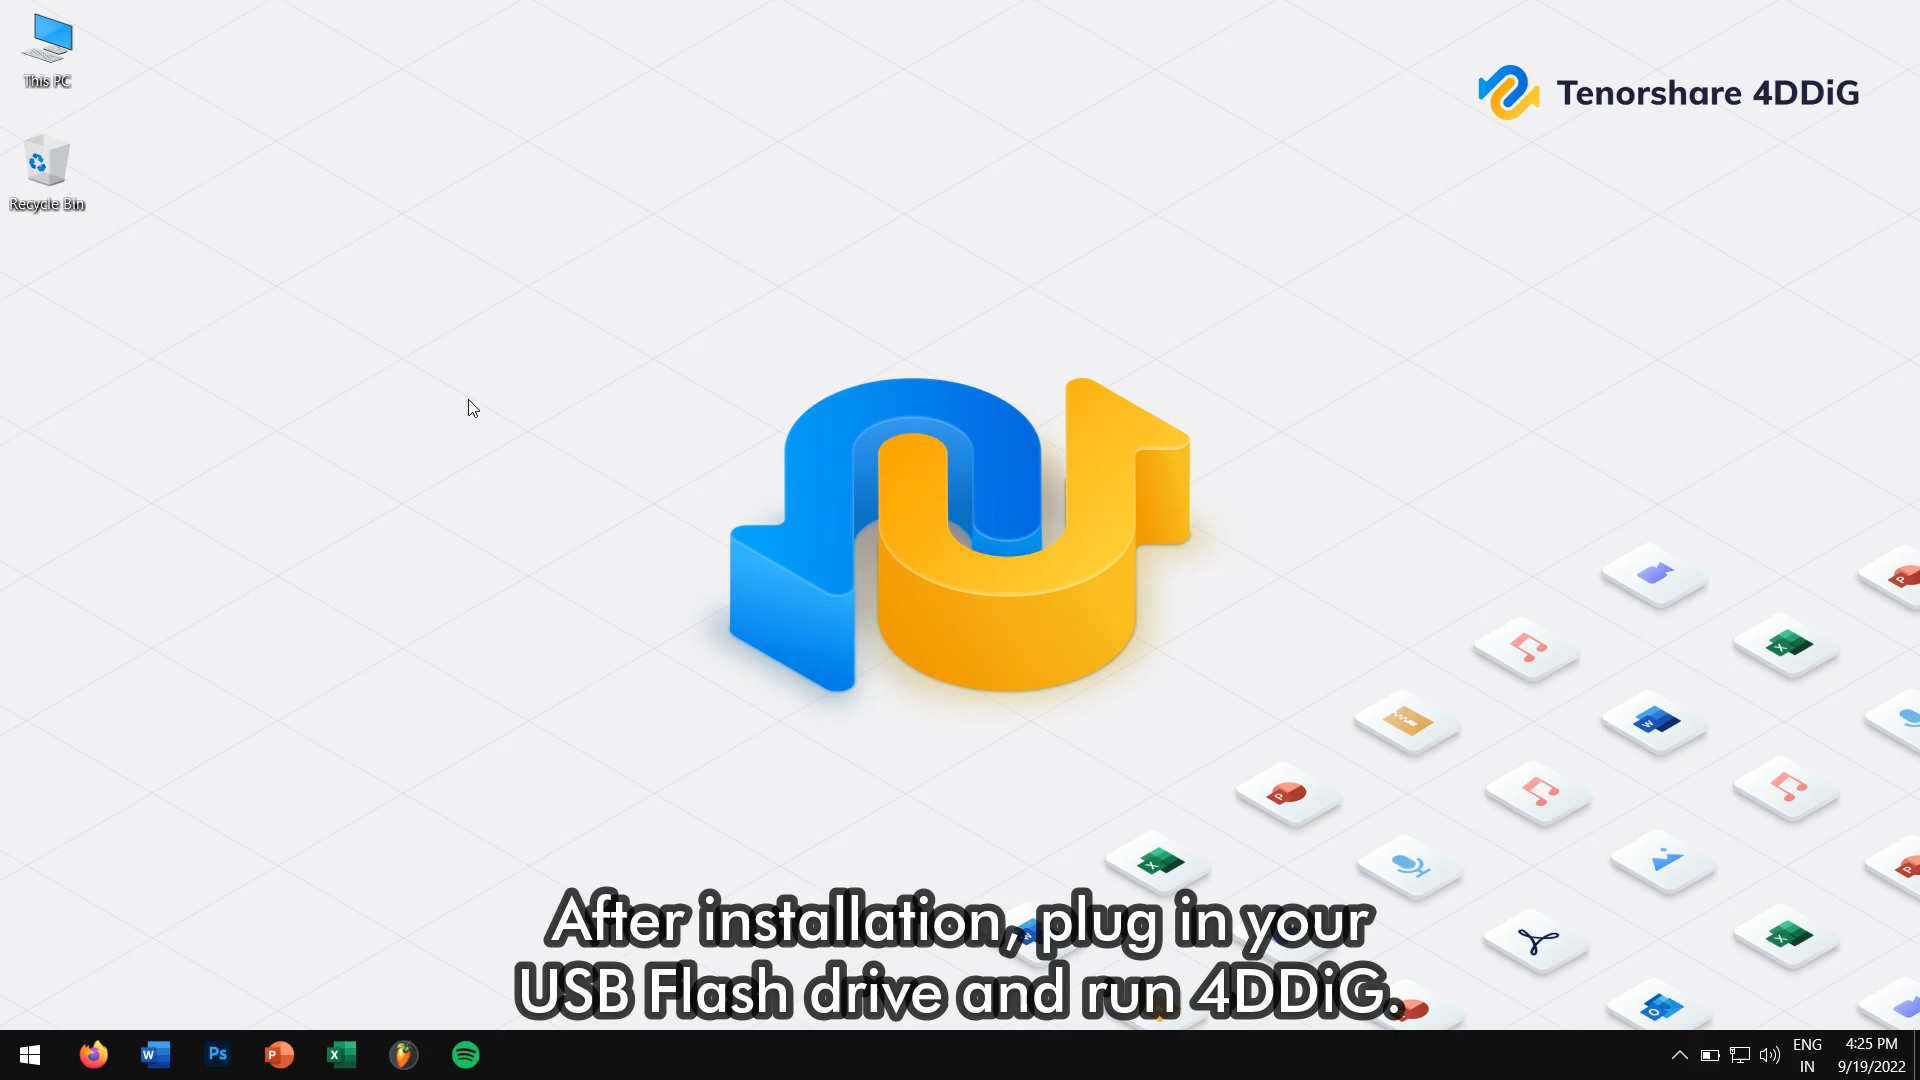 This PC
Recycle Bin
Tenorshare 4DDiG
After installation, plug in your
USB Flash drive and run 4DDiG.
ENG
IN
4:25 PM
9/19/2022